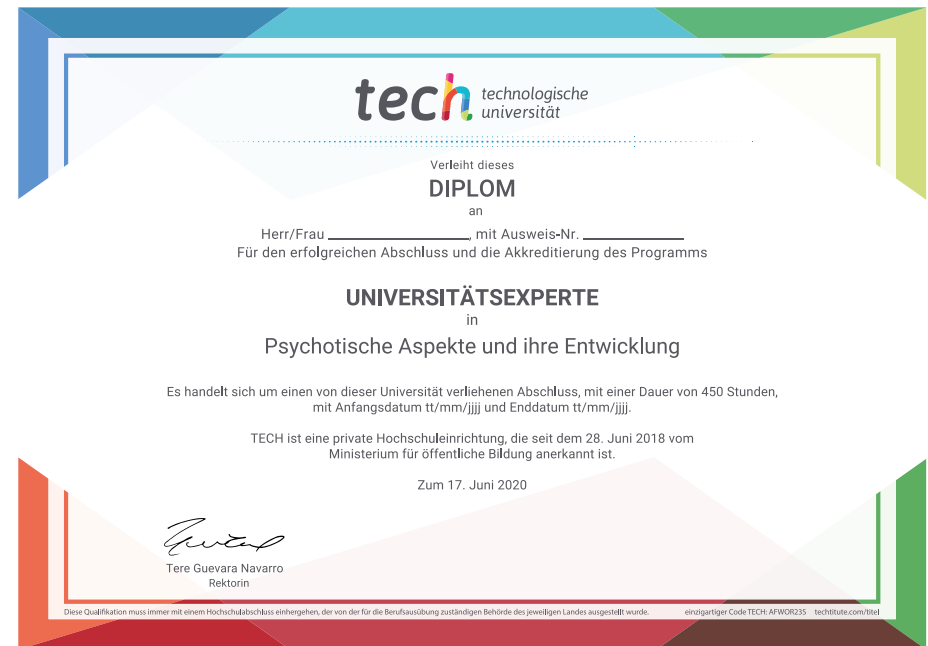 tech technologische
universität
Verleiht dieses
DIPLOM
an
Herr/Frau ____________, mit Ausweis-Nr. ____________
Für den erfolgreichen Abschluss und die Akkreditierung des Programms
UNIVERSITÄTSEXPERTE
in
Psychotische Aspekte und ihre Entwicklung
Es handelt sich um einen von dieser Universität verliehenen Abschluss, mit einer Dauer von 450 Stunden,
mit Anfangsdatum tt/mm/jjjj und Enddatum tt/mm/jjjj.
TECH ist eine private Hochschuleinrichtung, die seit dem 28. Juni 2018 vom
Ministerium für öffentliche Bildung anerkannt ist.
Zum 17. Juni 2020
Tere Guevara Navarro
Rektorin
Diese Qualifikation muss immer mit einem Hochschulabschluss einhergehen, der von der für die Berufsausübung zuständigen Behörde des jeweiligen Landes ausgestellt wurde. einzigartiger Code TECH: AFWOR23S techtitute.com/titel